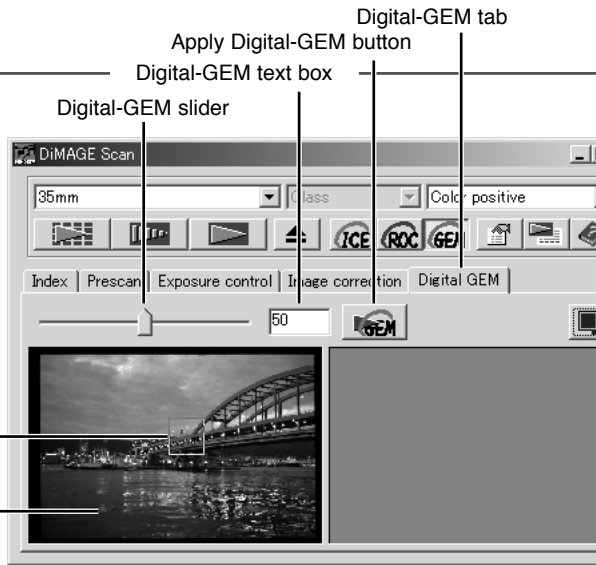 Digital-GEM tab
Apply Digital-GEM button
Digital-GEM text box
Digital-GEM slider
DiMAGE Scan
35mm Glass Color positive
ICE ROC GEM
Index Prescan Exposure control Image correction Digital GEM
50 GEM